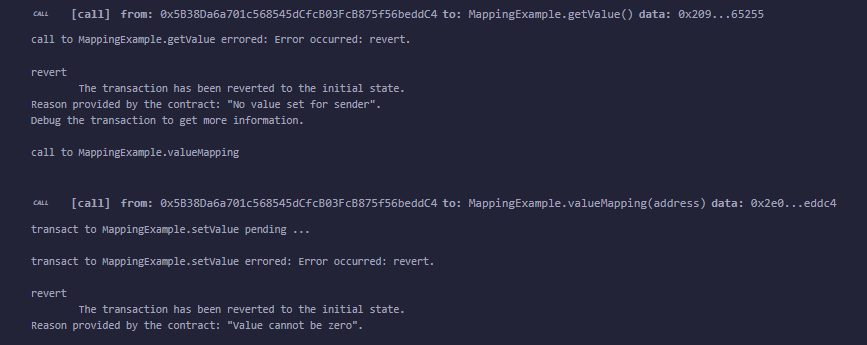 CALL [call] from: 0x5B38Da6a701c568545dCfcB03FcB875f56beddC4 to: MappingExample.getValue() data: 0x209...65255
call to MappingExample.getValue errored: Error occurred: revert.
revert
The transaction has been reverted to the initial state.
Reason provided by the contract: "No value set for sender".
Debug the transaction to get more information.
call to MappingExample.valueMapping
CALL [call] from: 0x5B38Da6a701c568545dCfcB03FcB875f56beddC4 to: MappingExample.valueMapping(address) data: 0x2e0...eddc4
transact to MappingExample.setValue pending ...
transact to MappingExample.setValue errored: Error occurred: revert.
revert
The transaction has been reverted to the initial state.
Reason provided by the contract: "Value cannot be zero".